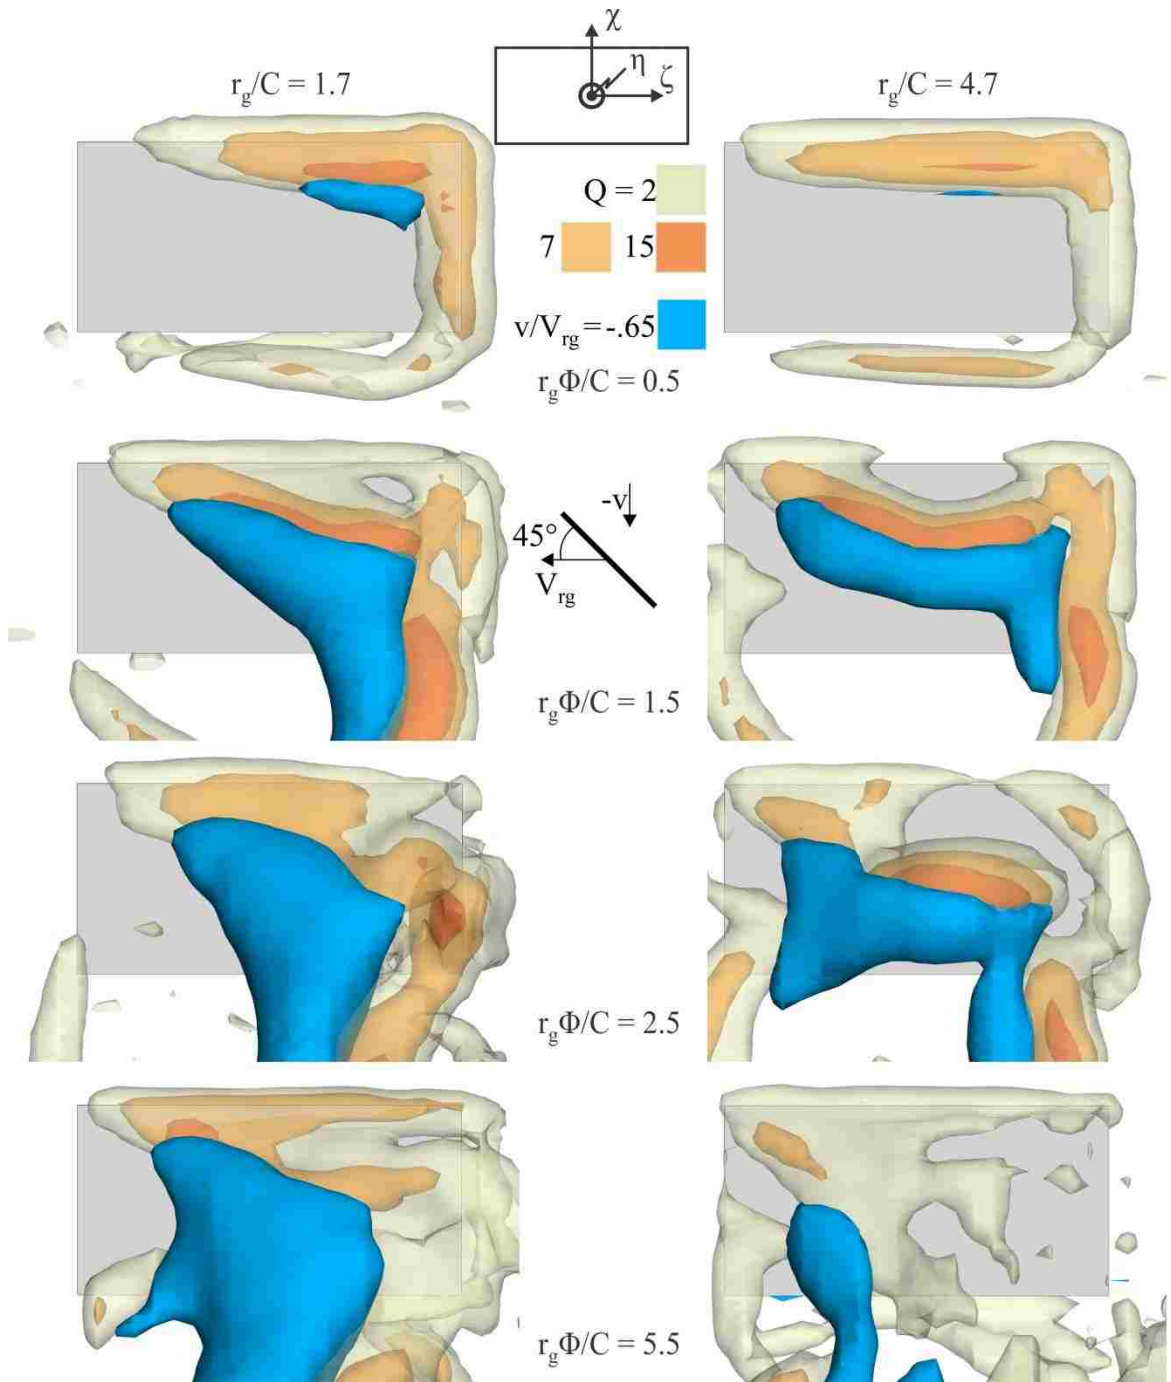 χ
η
ζ
r_g/C = 1.7
r_g/C = 4.7
Q = 2
7
15
v/V_rg = -.65
r_gΦ/C = 0.5
-v
45°
V_rg
r_gΦ/C = 1.5
r_gΦ/C = 2.5
r_gΦ/C = 5.5